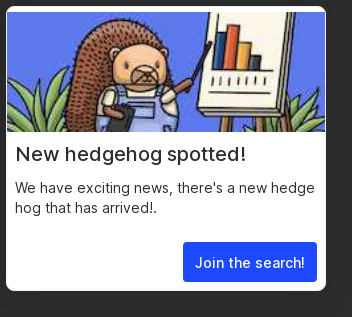 New hedgehog spotted!
We have exciting news, there's a new hedge
hog that has arrived!.
Join the search!